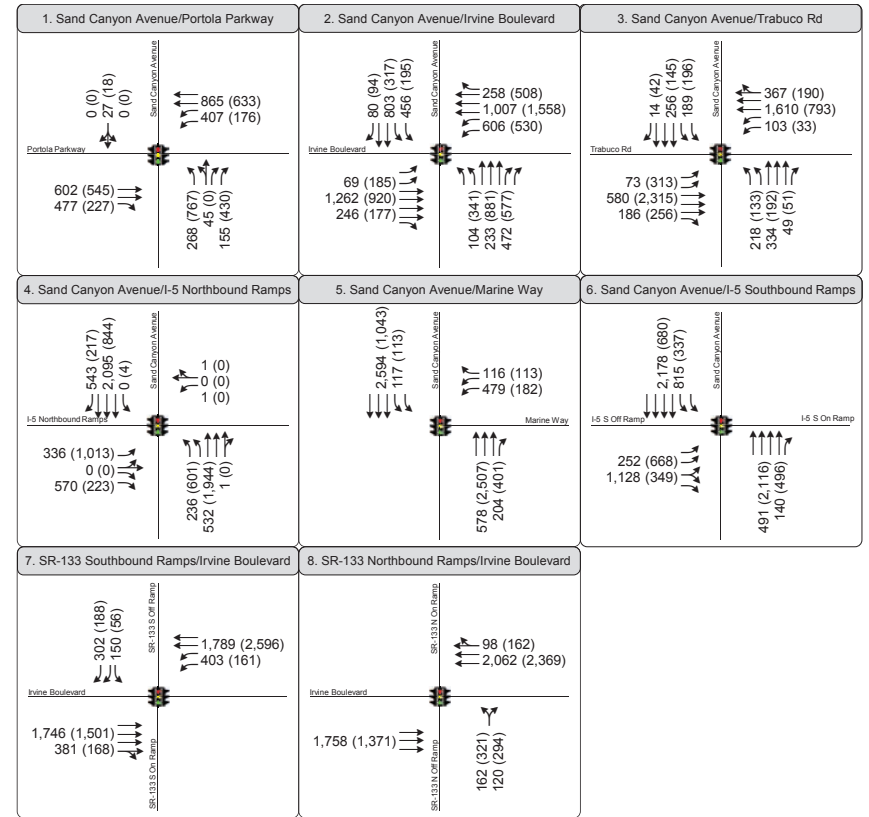 1. Sand Canyon Avenue/Portola Parkway
0 (0)
27 (18)
0 (0)
Sand Canyon Avenue
865 (633)
407 (176)
Portola Parkway
602 (545)
477 (227)
268 (767)
45 (0)
155 (430)
2. Sand Canyon Avenue/Irvine Boulevard
80 (94)
803 (317)
456 (195)
Sand Canyon Avenue
258 (508)
1,007 (1,558)
606 (530)
Irvine Boulevard
69 (185)
1,262 (920)
246 (177)
104 (341)
233 (881)
472 (577)
3. Sand Canyon Avenue/Trabuco Rd
14 (42)
256 (145)
189 (196)
Sand Canyon Avenue
367 (190)
1,610 (793)
103 (33)
Trabuco Rd
73 (313)
580 (2,315)
186 (256)
218 (133)
334 (192)
49 (51)
4. Sand Canyon Avenue/I-5 Northbound Ramps
543 (217)
2,095 (844)
0 (4)
Sand Canyon Avenue
1 (0)
0 (0)
1 (0)
I-5 Northbound Ramps
336 (1,013)
0 (0)
570 (223)
236 (601)
532 (1,944)
1 (0)
5. Sand Canyon Avenue/Marine Way
2,594 (1,043)
117 (113)
Sand Canyon Avenue
116 (113)
479 (182)
Marine Way
578 (2,507)
204 (401)
6. Sand Canyon Avenue/I-5 Southbound Ramps
2,178 (680)
815 (337)
Sand Canyon Avenue
I-5 S Off Ramp
I-5 S On Ramp
252 (668)
1,128 (349)
491 (2,116)
140 (496)
7. SR-133 Southbound Ramps/Irvine Boulevard
302 (188)
150 (56)
SR-133 S Off Ramp
1,789 (2,596)
403 (161)
Irvine Boulevard
1,746 (1,501)
381 (168)
SR-133 S On Ramp
8. SR-133 Northbound Ramps/Irvine Boulevard
SR-133 N On Ramp
98 (162)
2,062 (2,369)
Irvine Boulevard
1,758 (1,371)
SR-133 N Off Ramp
162 (321)
120 (294)